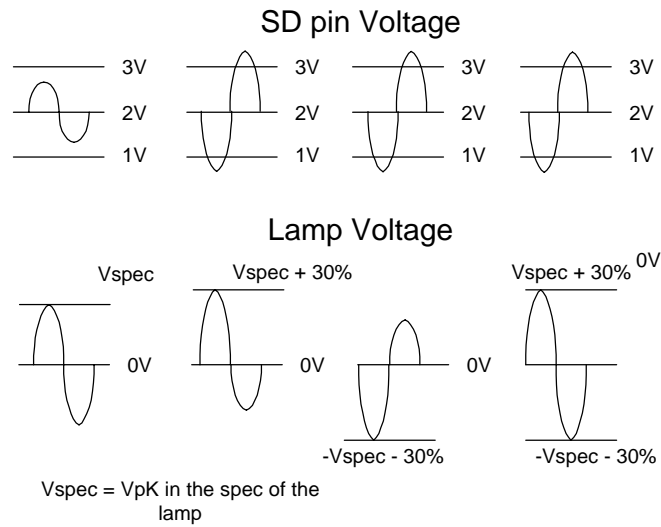 SD pin Voltage
3V 3V 3V 3V
2V 2V 2V 2V
1V 1V 1V 1V
Lamp Voltage
Vspec Vspec + 30% Vspec + 30% 0V
0V 0V 0V
-Vspec - 30% -Vspec - 30%
Vspec = VpK in the spec of the
lamp